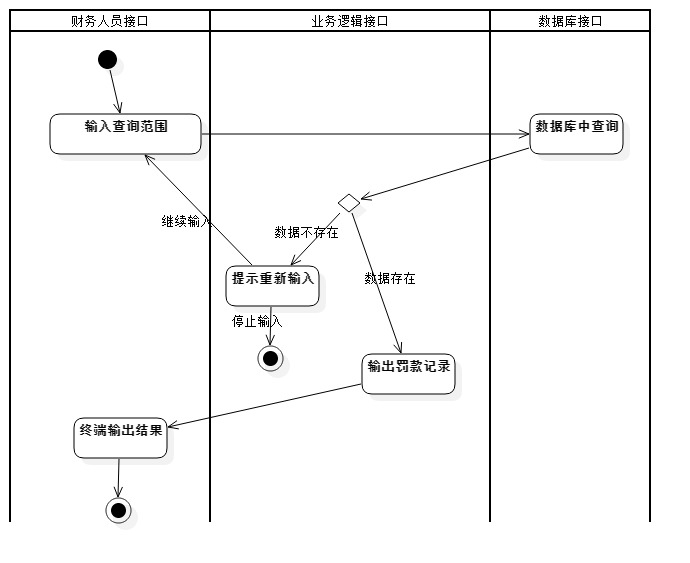 财务人员接口
业务逻辑接口
数据库接口
输入查询范围
数据库中查询
继续输入
数据不存在
提示重新输入
数据存在
停止输入
输出罚款记录
终端输出结果